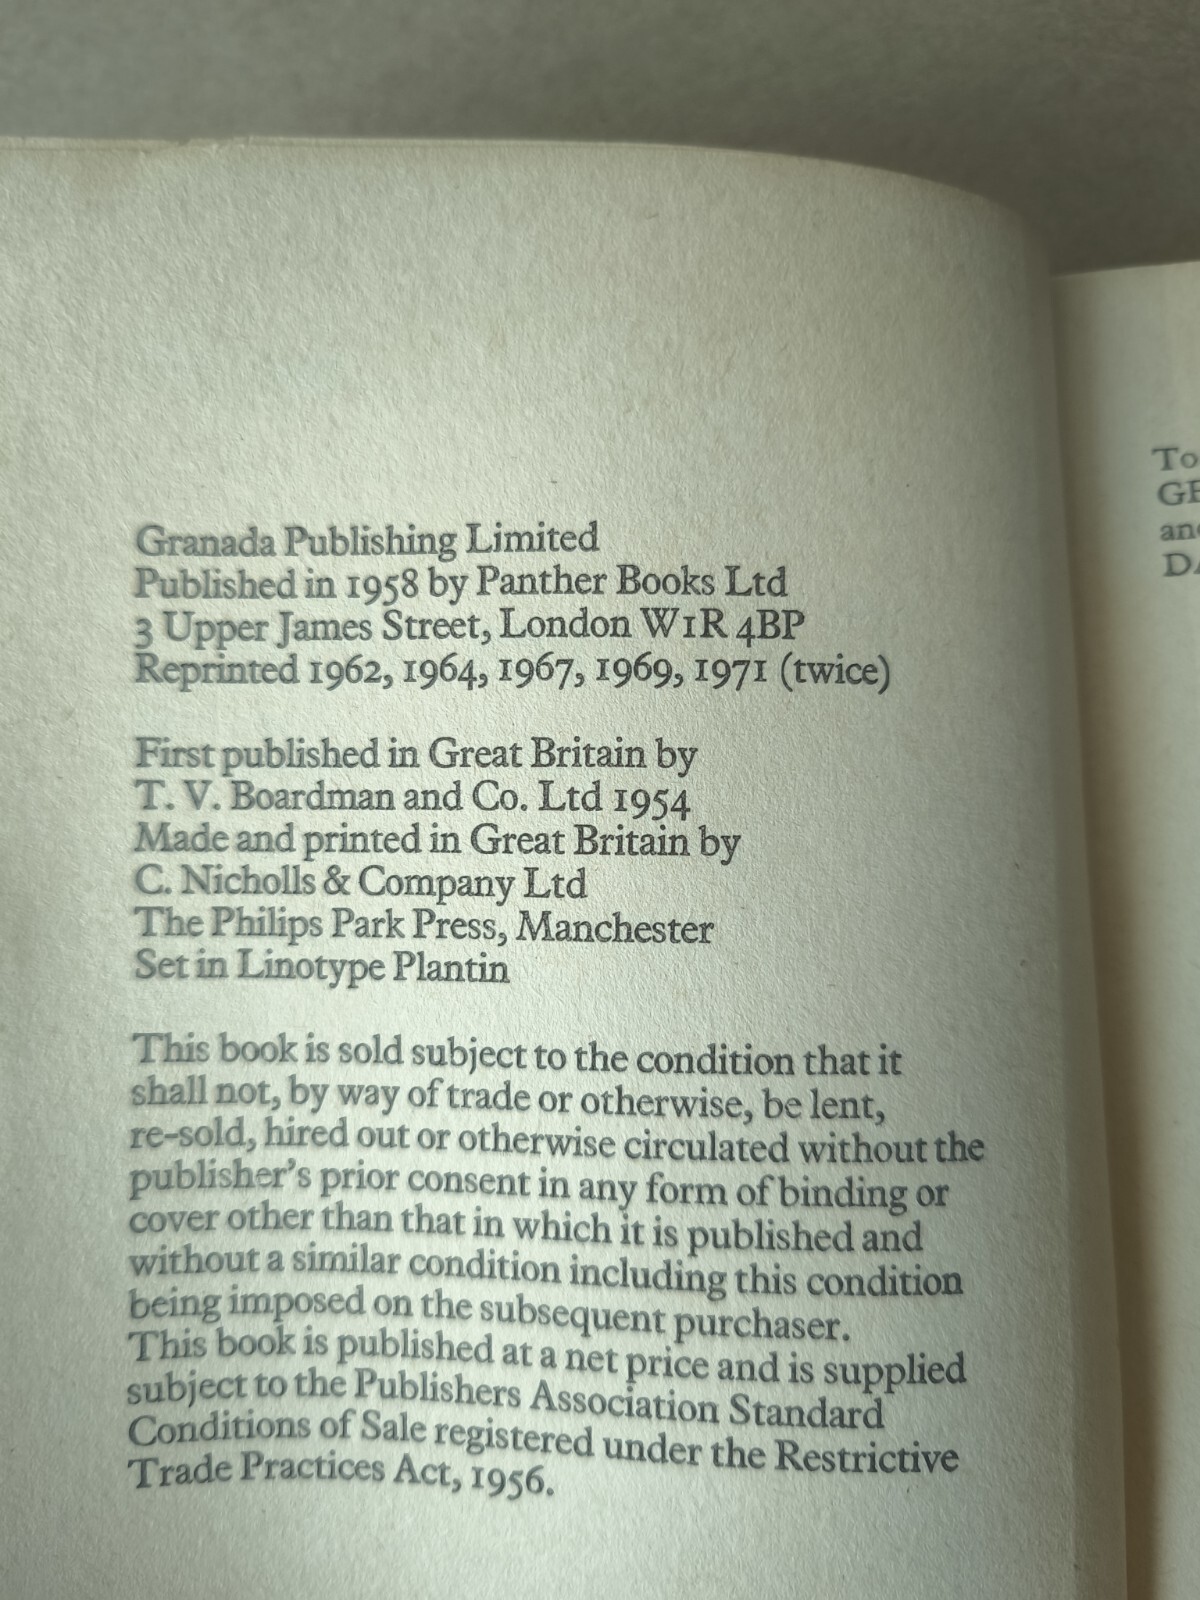 Granada Publishing Limited
Published in 1958 by Panther Books Ltd
3 Upper James Street, London W1R 4BP
Reprinted 1962, 1964, 1967, 1969, 1971 (twice)
First published in Great Britain by
T. V. Boardman and Co. Ltd 1954
Made and printed in Great Britain by
C. Nicholls & Company Ltd
The Philips Park Press, Manchester
Set in Linotype Plantin
This book is sold subject to the condition that it
shall not, by way of trade or otherwise, be lent,
re-sold, hired out or otherwise circulated without the
publisher's prior consent in any form of binding or
cover other than that in which it is published and
without a similar condition including this condition
being imposed on the subsequent purchaser.
This book is published at a net price and is supplied
subject to the Publishers Association Standard
Conditions of Sale registered under the Restrictive
Trade Practices Act, 1956.
To